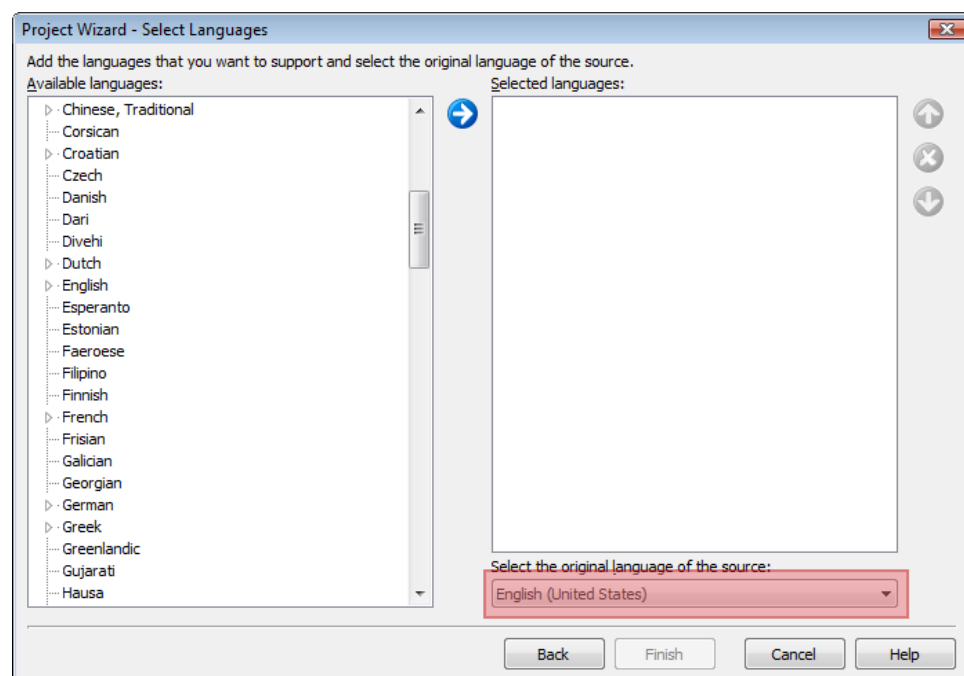 Project Wizard - Select Languages
Add the languages that you want to support and select the original language of the source.
Available languages:
Selected languages:
Chinese, Traditional
Corsican
Croatian
Czech
Danish
Dari
Divehi
Dutch
English
Esperanto
Estonian
Faeroese
Filipino
Finnish
French
Frisian
Galician
Georgian
German
Greek
Greenlandic
Gujarati
Hausa
Select the original language of the source:
English (United States)
Back
Finish
Cancel
Help